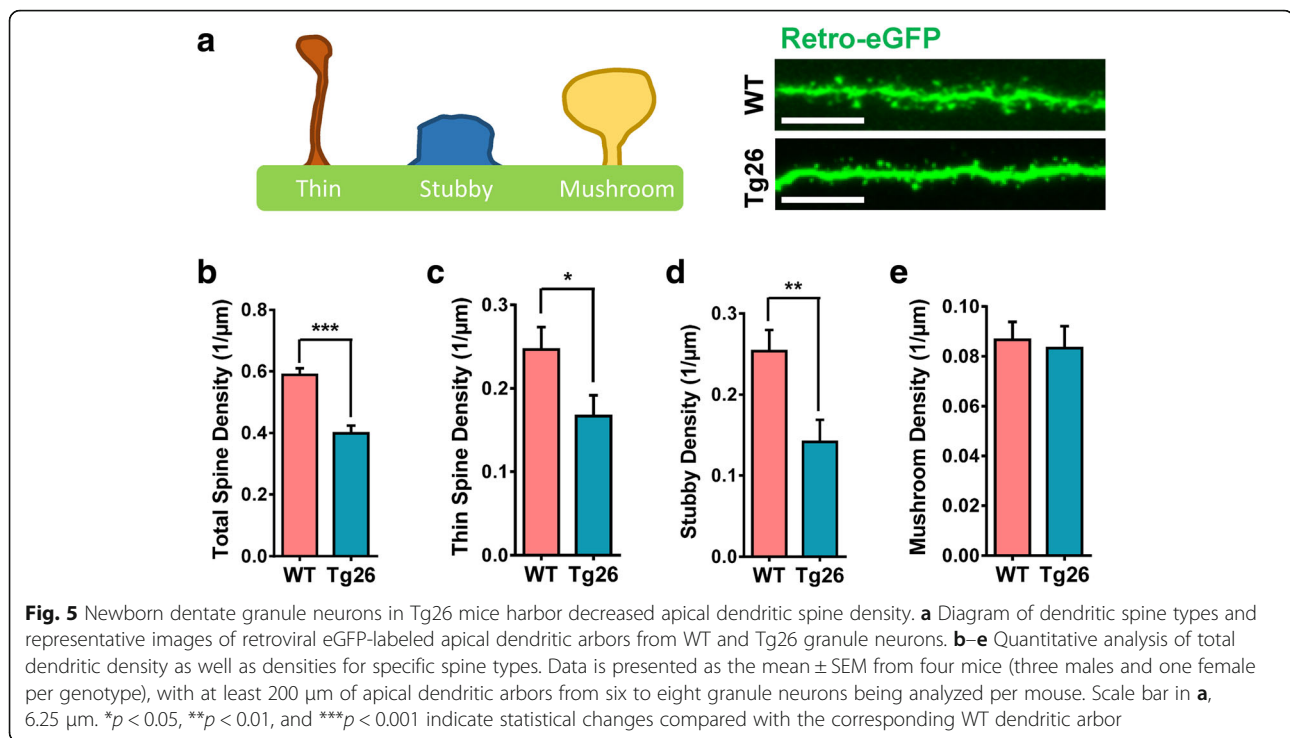 a
Retro-eGFP
WT
Tg26
Thin Stubby Mushroom
b
Total Spine Density (1/µm)
0.8
0.6
0.4
0.2
0.0
***
WT Tg26
c
Thin Spine Density (1/µm)
0.3
0.2
0.1
0.0
*
WT Tg26
d
Stubby Density (1/µm)
0.3
0.2
0.1
0.0
**
WT Tg26
e
Mushroom Density (1/µm)
0.10
0.08
0.06
0.04
0.02
0.00
WT Tg26
Fig. 5 Newborn dentate granule neurons in Tg26 mice harbor decreased apical dendritic spine density. a Diagram of dendritic spine types and
representative images of retroviral eGFP-labeled apical dendritic arbors from WT and Tg26 granule neurons. b–e Quantitative analysis of total
dendritic density as well as densities for specific spine types. Data is presented as the mean ± SEM from four mice (three males and one female
per genotype), with at least 200 µm of apical dendritic arbors from six to eight granule neurons being analyzed per mouse. Scale bar in a,
6.25 µm. *p < 0.05, **p < 0.01, and ***p < 0.001 indicate statistical changes compared with the corresponding WT dendritic arbor